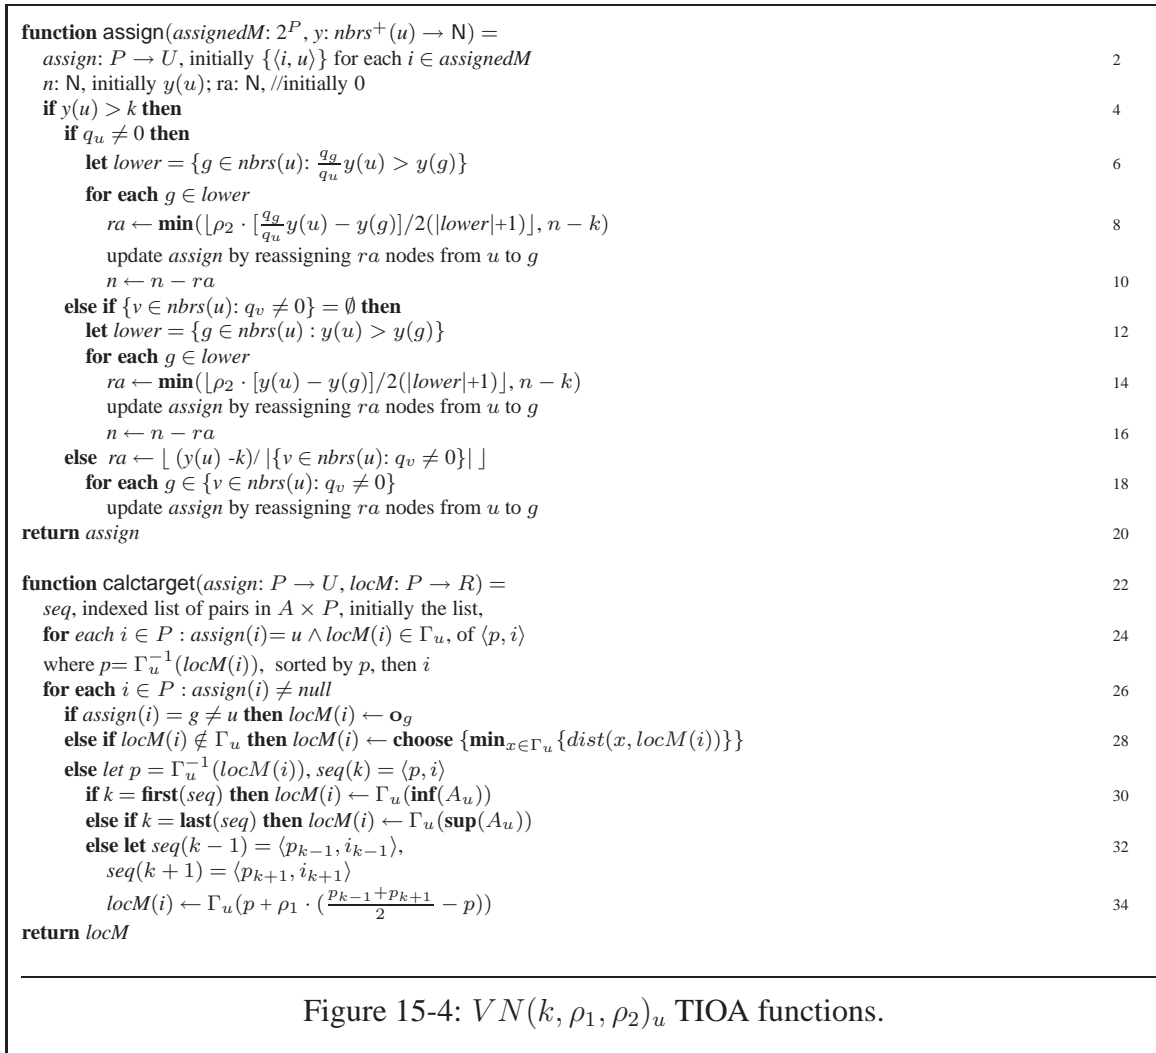 function assign(assignedM: 2^P, y: nbrs^+(u) → N) =
assign: P → U, initially {⟨i, u⟩} for each i ∈ assignedM 2
n: N, initially y(u); ra: N, //initially 0
if y(u) > k then 4
if q_u ≠ 0 then
let lower = {g ∈ nbrs(u): \frac{q_g}{q_u} y(u) > y(g)} 6
for each g ∈ lower
ra ← min(⌊ρ_2 · [\frac{q_g}{q_u} y(u) − y(g)]/2(|lower|+1)⌋, n − k) 8
update assign by reassigning ra nodes from u to g
n ← n − ra 10
else if {v ∈ nbrs(u): q_v ≠ 0} = ∅ then
let lower = {g ∈ nbrs(u) : y(u) > y(g)} 12
for each g ∈ lower
ra ← min(⌊ρ_2 · [y(u) − y(g)]/2(|lower|+1)⌋, n − k) 14
update assign by reassigning ra nodes from u to g
n ← n − ra 16
else ra ← ⌊ (y(u) -k)/ |{v ∈ nbrs(u): q_v ≠ 0}| ⌋
for each g ∈ {v ∈ nbrs(u): q_v ≠ 0} 18
update assign by reassigning ra nodes from u to g
return assign 20
function calctarget(assign: P → U, locM: P → R) = 22
seq, indexed list of pairs in A × P, initially the list,
for each i ∈ P : assign(i)= u ∧ locM(i) ∈ Γ_u, of ⟨p, i⟩ 24
where p= Γ_u^{−1}(locM(i)), sorted by p, then i
for each i ∈ P : assign(i) ≠ null 26
if assign(i) = g ≠ u then locM(i) ← o_g
else if locM(i) ∉ Γ_u then locM(i) ← choose {min_{x∈Γ_u}{dist(x, locM(i))}} 28
else let p = Γ_u^{−1}(locM(i)), seq(k) = ⟨p, i⟩
if k = first(seq) then locM(i) ← Γ_u(inf(A_u)) 30
else if k = last(seq) then locM(i) ← Γ_u(sup(A_u))
else let seq(k − 1) = ⟨p_{k−1}, i_{k−1}⟩, 32
seq(k + 1) = ⟨p_{k+1}, i_{k+1}⟩
locM(i) ← Γ_u(p + ρ_1 · (\frac{p_{k−1}+p_{k+1}}{2} − p)) 34
return locM
Figure 15-4: VN(k, ρ_1, ρ_2)_u TIOA functions.